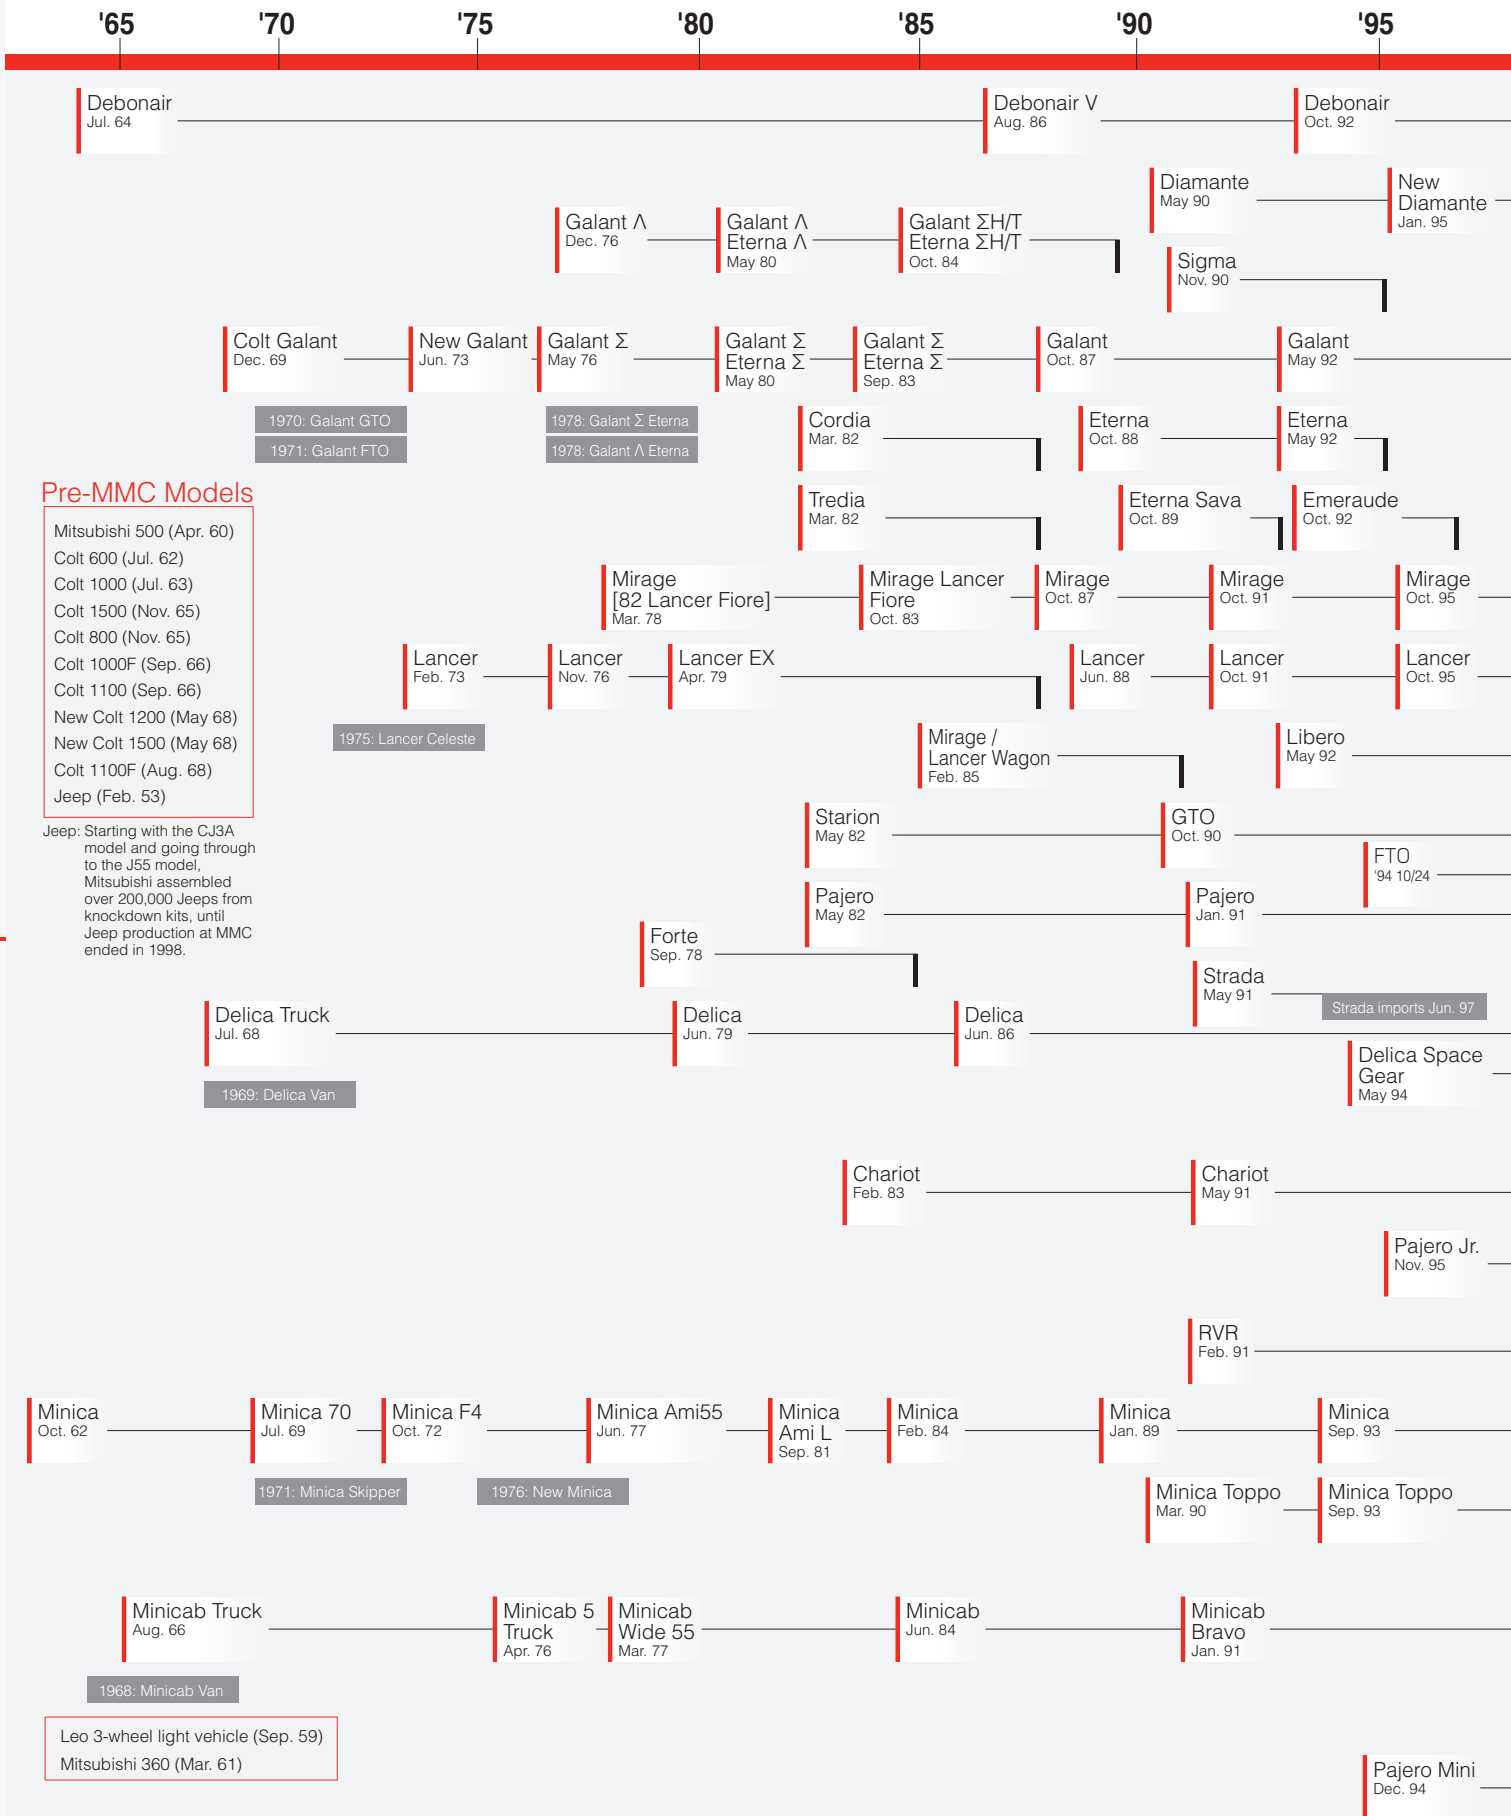 '65 '70 '75 '80 '85 '90 '95
Debonair
Jul. 64
Debonair V
Aug. 86
Debonair
Oct. 92
Diamante
May 90
New
Diamante
Jan. 95
Galant Λ
Dec. 76
Galant Λ
Eterna Λ
May 80
Galant ΣH/T
Eterna ΣH/T
Oct. 84
Sigma
Nov. 90
Colt Galant
Dec. 69
New Galant
Jun. 73
Galant Σ
May 76
Galant Σ
Eterna Σ
May 80
Galant Σ
Eterna Σ
Sep. 83
Galant
Oct. 87
Galant
May 92
1970: Galant GTO
1971: Galant FTO
1978: Galant Σ Eterna
1978: Galant Λ Eterna
Cordia
Mar. 82
Eterna
Oct. 88
Eterna
May 92
Pre-MMC Models
Mitsubishi 500 (Apr. 60)
Colt 600 (Jul. 62)
Colt 1000 (Jul. 63)
Colt 1500 (Nov. 65)
Colt 800 (Nov. 65)
Colt 1000F (Sep. 66)
Colt 1100 (Sep. 66)
New Colt 1200 (May 68)
New Colt 1500 (May 68)
Colt 1100F (Aug. 68)
Jeep (Feb. 53)
Jeep: Starting with the CJ3A
model and going through
to the J55 model,
Mitsubishi assembled
over 200,000 Jeeps from
knockdown kits, until
Jeep production at MMC
ended in 1998.
Tredia
Mar. 82
Eterna Sava
Oct. 89
Emeraude
Oct. 92
Mirage
[82 Lancer Fiore]
Mar. 78
Mirage Lancer
Fiore
Oct. 83
Mirage
Oct. 87
Mirage
Oct. 91
Mirage
Oct. 95
Lancer
Feb. 73
Lancer
Nov. 76
Lancer EX
Apr. 79
Lancer
Jun. 88
Lancer
Oct. 91
Lancer
Oct. 95
1975: Lancer Celeste
Mirage /
Lancer Wagon
Feb. 85
Libero
May 92
Starion
May 82
GTO
Oct. 90
FTO
'94 10/24
Pajero
May 82
Pajero
Jan. 91
Forte
Sep. 78
Strada
May 91
Strada imports Jun. 97
Delica Truck
Jul. 68
Delica
Jun. 79
Delica
Jun. 86
Delica Space
Gear
May 94
1969: Delica Van
Chariot
Feb. 83
Chariot
May 91
Pajero Jr.
Nov. 95
RVR
Feb. 91
Minica
Oct. 62
Minica 70
Jul. 69
Minica F4
Oct. 72
Minica Ami55
Jun. 77
Minica
Ami L
Sep. 81
Minica
Feb. 84
Minica
Jan. 89
Minica
Sep. 93
1971: Minica Skipper
1976: New Minica
Minica Toppo
Mar. 90
Minica Toppo
Sep. 93
Minicab Truck
Aug. 66
Minicab 5
Truck
Apr. 76
Minicab
Wide 55
Mar. 77
Minicab
Jun. 84
Minicab
Bravo
Jan. 91
1968: Minicab Van
Leo 3-wheel light vehicle (Sep. 59)
Mitsubishi 360 (Mar. 61)
Pajero Mini
Dec. 94